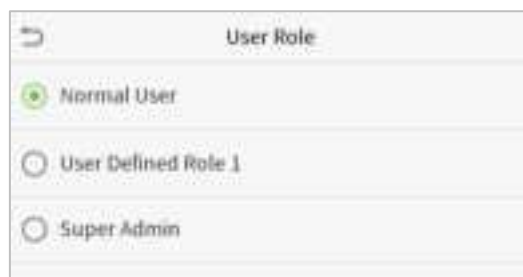 User Role
Normal User
User Defined Role 1
Super Admin